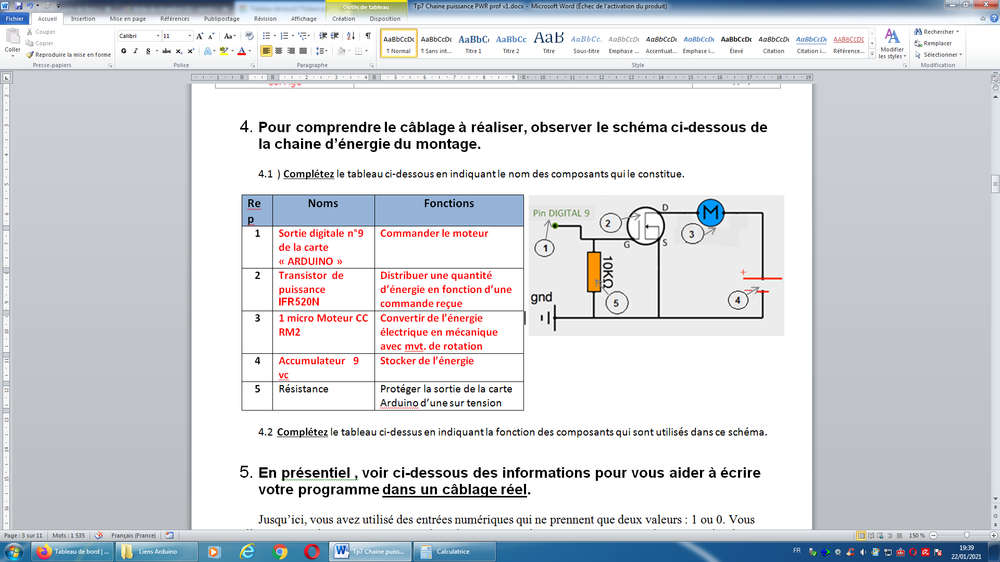 Outils de tableau
Tp7 Chaine puissance PWR prof v1.docx - Microsoft Word (Échec de l'activation du produit)
Fichier Accueil Insertion Mise en page Références Publipostage Révision Affichage Création Disposition
Coller
Couper
Copier
Reproduire la mise en forme
Presse-papiers
Calibri 11
G I S abc x₂ x²
Police
Paragraphe
AaBbCcDc AaBbCcDc AaBbC AaBbCc AaB AaBbCc. AaBbCcDc AaBbCcDc AaBbCcDc AaBbCcDc AaBbCcDc AaBbCcDc AABBCCDE
¶ Normal ¶ Sans int... Titre 1 Titre 2 Titre Sous-titre Emphase ... Accentuat... Emphase i... Élevé Citation Citation i... Référence...
Style
Modifier
les styles
Rechercher
Remplacer
Sélectionner
Modification
1 2 3 4 5 6 7 8 9 10 11 12 13 14 15 16 17 18 19
4. Pour comprendre le câblage à réaliser, observer le schéma ci-dessous de
la chaine d'énergie du montage.
4.1 ) Complétez le tableau ci-dessous en indiquant le nom des composants qui le constitue.
Re
p
Noms
Fonctions
1
Sortie digitale n°9
de la carte
« ARDUINO »
Commander le moteur
2
Transistor de
puissance
IFR520N
Distribuer une quantité
d'énergie en fonction d'une
commande reçue
3
1 micro Moteur CC
RM2
Convertir de l'énergie
électrique en mécanique
avec mvt. de rotation
4
Accumulateur 9
vc
Stocker de l'énergie
5
Résistance
Protéger la sortie de la carte
Arduino d'une sur tension
Pin DIGITAL 9
1
2
G
D
S
M
3
10KΩ
5
+
−
4
gnd
4.2 Complétez le tableau ci-dessus en indiquant la fonction des composants qui sont utilisés dans ce schéma.
5. En présentiel , voir ci-dessous des informations pour vous aider à écrire
votre programme dans un câblage réel.
Jusqu'ici, vous avez utilisé des entrées numériques qui ne prennent que deux valeurs : 1 ou 0. Vous
Page : 3 sur 11 Mots : 1 535 Français (France) 150 %
Tableau de bord | ... Liens Arduino Tp7 Chaine puiss... Calculatrice FR 19:39
22/01/2021